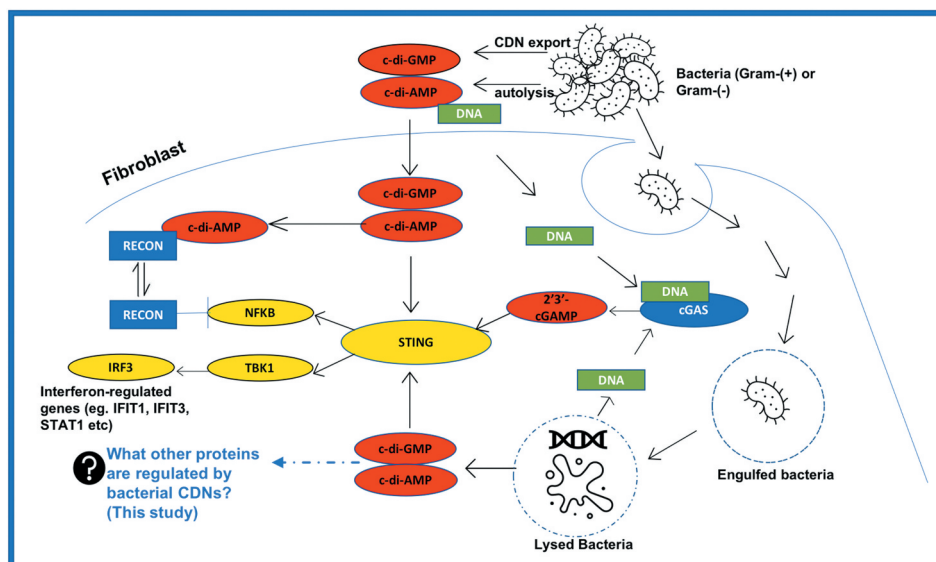 CDN export
c-di-GMP
c-di-AMP
autolysis
DNA
Bacteria (Gram-(+) or
Gram-(-)
Fibroblast
c-di-GMP
c-di-AMP
c-di-AMP
RECON
DNA
DNA
cGAS
2'3'-
cGAMP
RECON
NFKB
STING
IRF3
TBK1
Interferon-regulated
genes (eg. IFIT1, IFIT3,
STAT1 etc)
DNA
?
What other proteins
are regulated by
bacterial CDNs?
(This study)
c-di-GMP
c-di-AMP
Engulfed bacteria
Lysed Bacteria